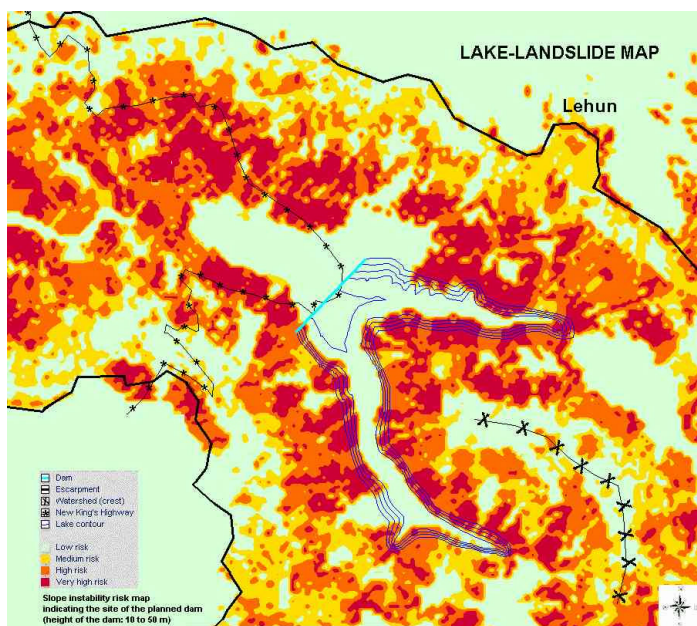 LAKE-LANDSLIDE MAP
Lehun
Dam
Escarpment
Watershed (crest)
New King's Highway
Lake contour
Low risk
Medium risk
High risk
Very high risk
Slope instability risk map
indicating the site of the planned dam
(height of the dam: 10 to 50 m)